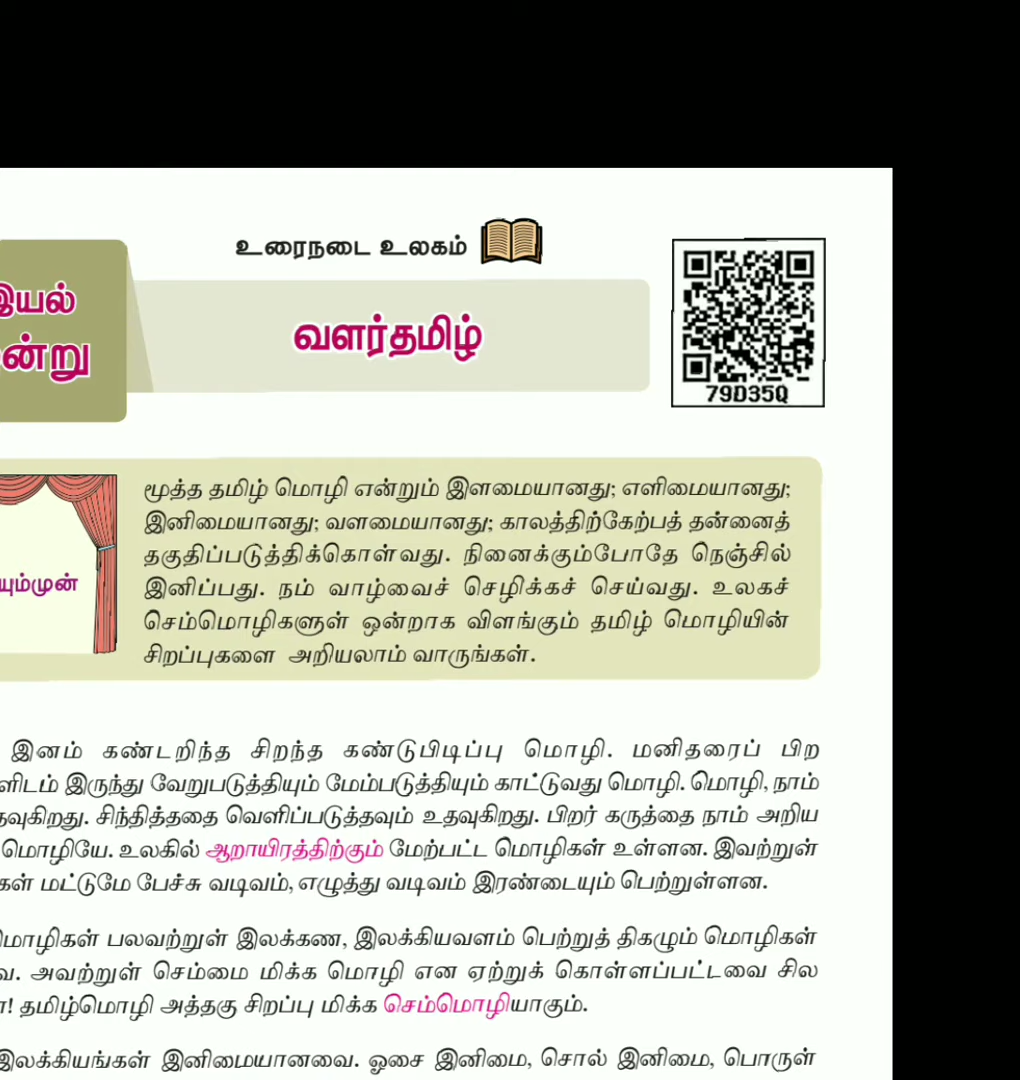 உரைநடை உலகம்
இயல்
வளர்தமிழ்
79D35Q
மூத்த தமிழ் மொழி என்றும் இளமையானது; எளிமையானது;
இனிமையானது; வளமையானது; காலத்திற்கேற்பத் தன்னைத்
தகுதிப்படுத்திக்கொள்வது. நினைக்கும்போதே நெஞ்சில்
இனிப்பது. நம் வாழ்வைச் செழிக்கச் செய்வது. உலகச்
செம்மொழிகளுள் ஒன்றாக விளங்கும் தமிழ் மொழியின்
சிறப்புகளை அறியலாம் வாருங்கள்.
இனம் கண்டறிந்த சிறந்த கண்டுபிடிப்பு மொழி. மனிதரைப் பிற
இருந்து வேறுபடுத்தியும் மேம்படுத்தியும் காட்டுவது மொழி. மொழி, நாம்
சிந்தித்ததை வெளிப்படுத்தவும் உதவுகிறது. பிறர் கருத்தை நாம் அறிய
மொழியே. உலகில் ஆறாயிரத்திற்கும் மேற்பட்ட மொழிகள் உள்ளன. இவற்றுள்
மட்டுமே பேச்சு வடிவம், எழுத்து வடிவம் இரண்டையும் பெற்றுள்ளன.
பலவற்றுள் இலக்கண, இலக்கியவளம் பெற்றுத் திகழும் மொழிகள்
அவற்றுள் செம்மை மிக்க மொழி என ஏற்றுக் கொள்ளப்பட்டவை சில
தமிழ்மொழி அத்தகு சிறப்பு மிக்க செம்மொழியாகும்.
இலக்கியங்கள் இனிமையானவை. ஓசை இனிமை, சொல் இனிமை, பொருள்